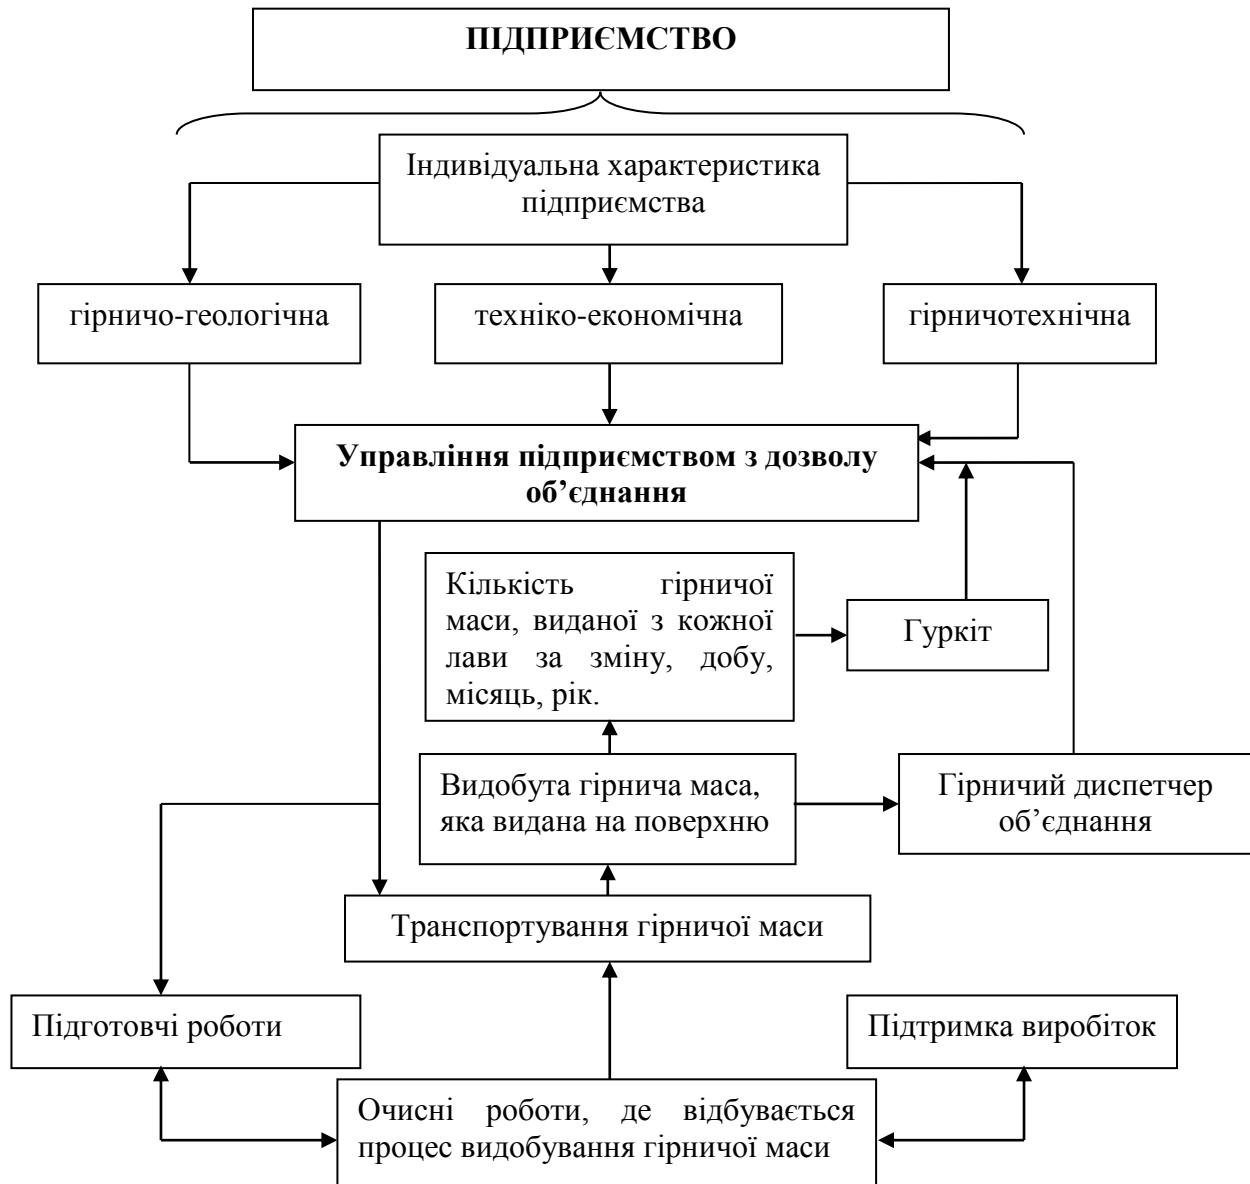 ПІДПРИЄМСТВО
Індивідуальна характеристика
підприємства
гірничо-геологічна
техніко-економічна
гірничотехнічна
Управління підприємством з дозволу
об’єднання
Кількість гірничої
маси, виданої з кожної
лави за зміну, добу,
місяць, рік.
Гуркіт
Видобута гірнича маса,
яка видана на поверхню
Гірничий диспетчер
об’єднання
Транспортування гірничої маси
Підготовчі роботи
Підтримка виробіток
Очисні роботи, де відбувається
процес видобування гірничої маси